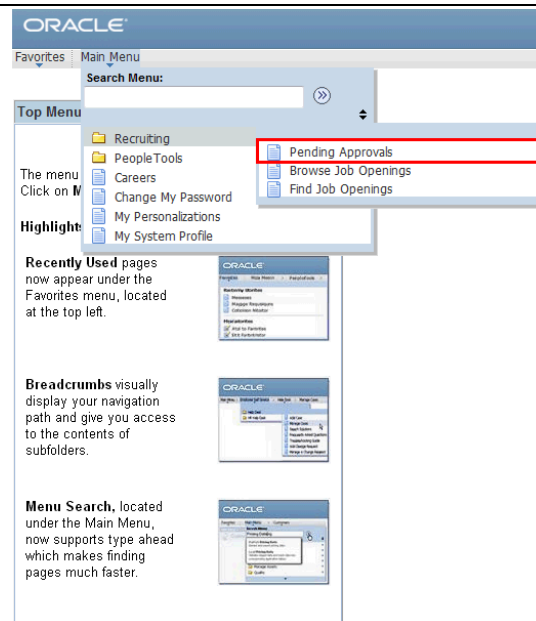 ORACLE
Favorites Main Menu
Search Menu:
Top Menu
Recruiting
PeopleTools
Careers
Change My Password
My Personalizations
My System Profile
Pending Approvals
Browse Job Openings
Find Job Openings
The menu
Click on M
Highlights
Recently Used pages
now appear under the
Favorites menu, located
at the top left.
ORACLE
Breadcrumbs visually
display your navigation
path and give you access
to the contents of
subfolders.
ORACLE
Menu Search, located
under the Main Menu,
now supports type ahead
which makes finding
pages much faster.
ORACLE